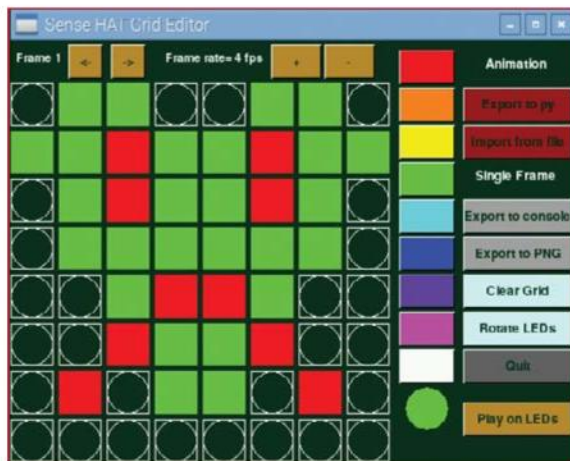 Sense HAT Grid Editor
Frame 1
<-
->
Frame rate= 4 fps
+
-
Animation
Export to py
Import from file
Single Frame
Export to console
Export to PNG
Clear Grid
Rotate LEDs
Quit
Play on LEDs